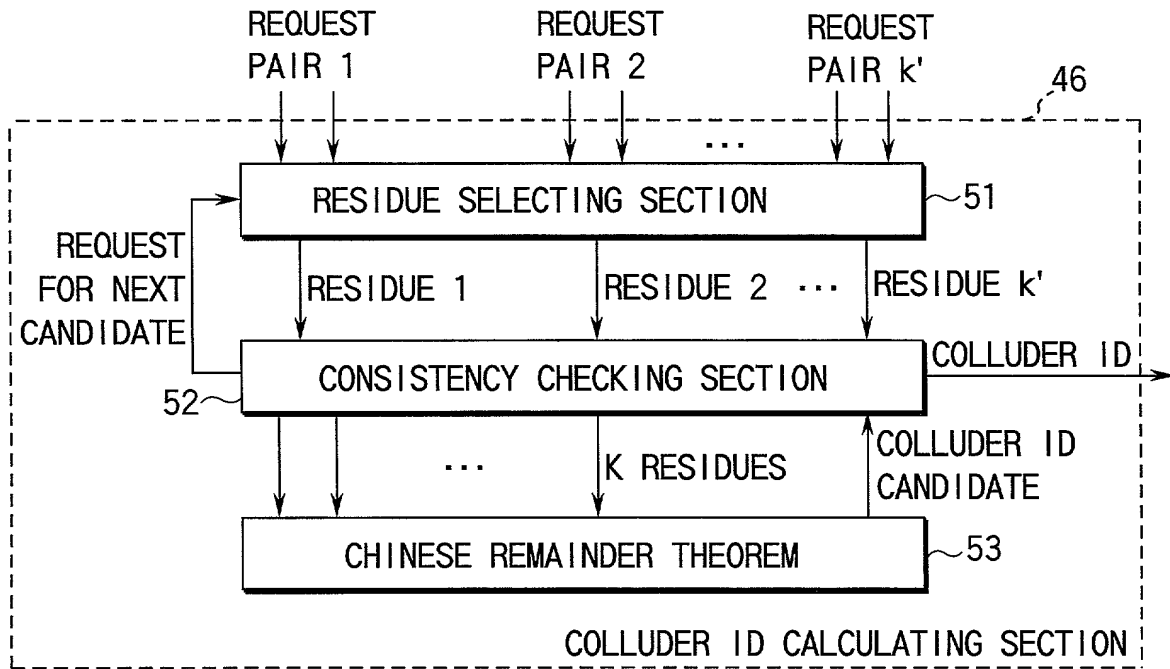 REQUEST
PAIR 1
REQUEST
PAIR 2
REQUEST
PAIR k'
46
...
RESIDUE SELECTING SECTION
51
REQUEST
FOR NEXT
CANDIDATE
RESIDUE 1
RESIDUE 2
...
RESIDUE k'
CONSISTENCY CHECKING SECTION
COLLUDER ID
52
...
K RESIDUES
COLLUDER ID
CANDIDATE
CHINESE REMAINDER THEOREM
53
COLLUDER ID CALCULATING SECTION